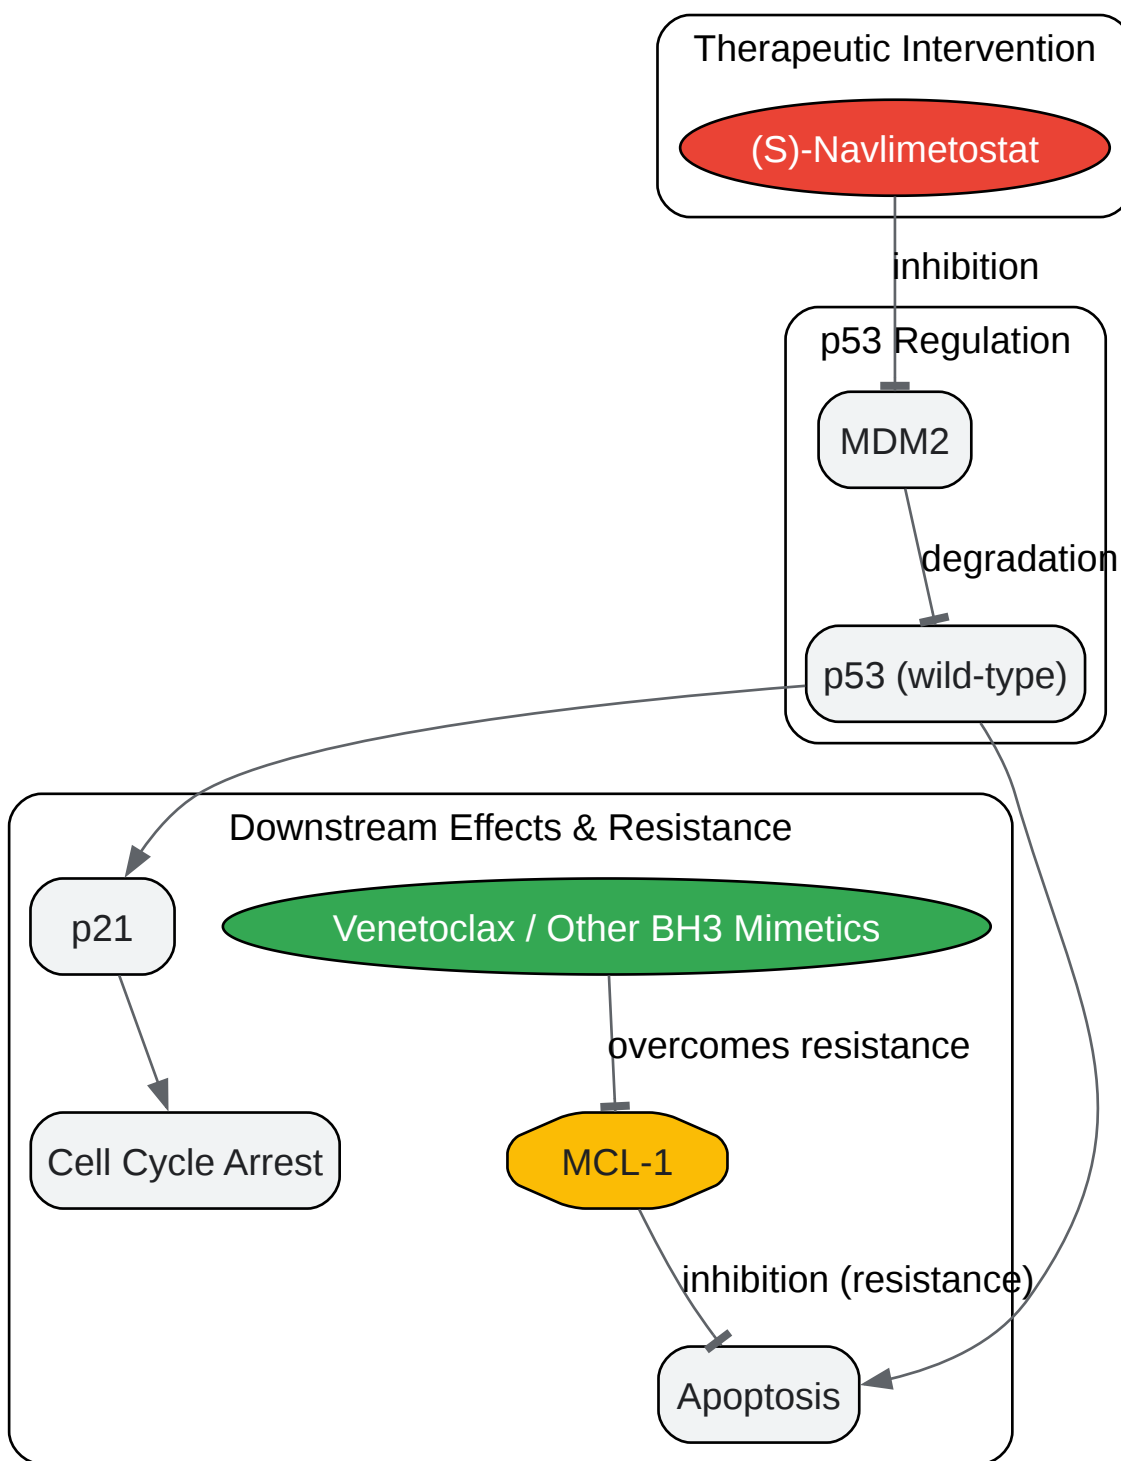 Therapeutic Intervention
(S)-Navlimetostat
inhibition
p53 Regulation
MDM2
degradation
p53 (wild-type)
Downstream Effects & Resistance
p21
Venetoclax / Other BH3 Mimetics
overcomes resistance
Cell Cycle Arrest
MCL-1
inhibition (resistance)
Apoptosis